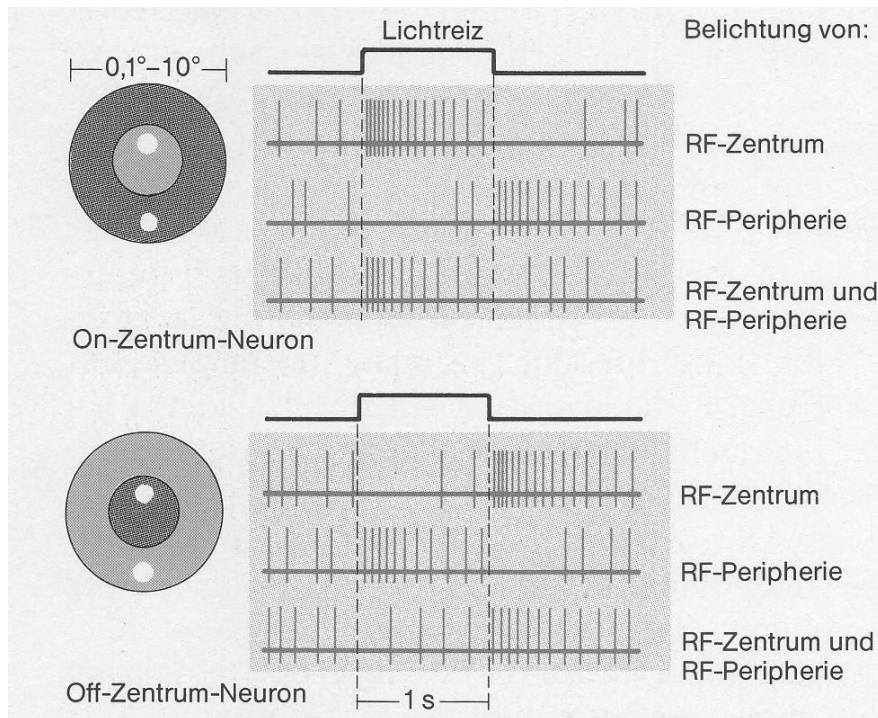 Lichtreiz
Belichtung von:
0,1°–10°
RF-Zentrum
RF-Peripherie
RF-Zentrum und
RF-Peripherie
On-Zentrum-Neuron
RF-Zentrum
RF-Peripherie
RF-Zentrum und
RF-Peripherie
Off-Zentrum-Neuron
1 s